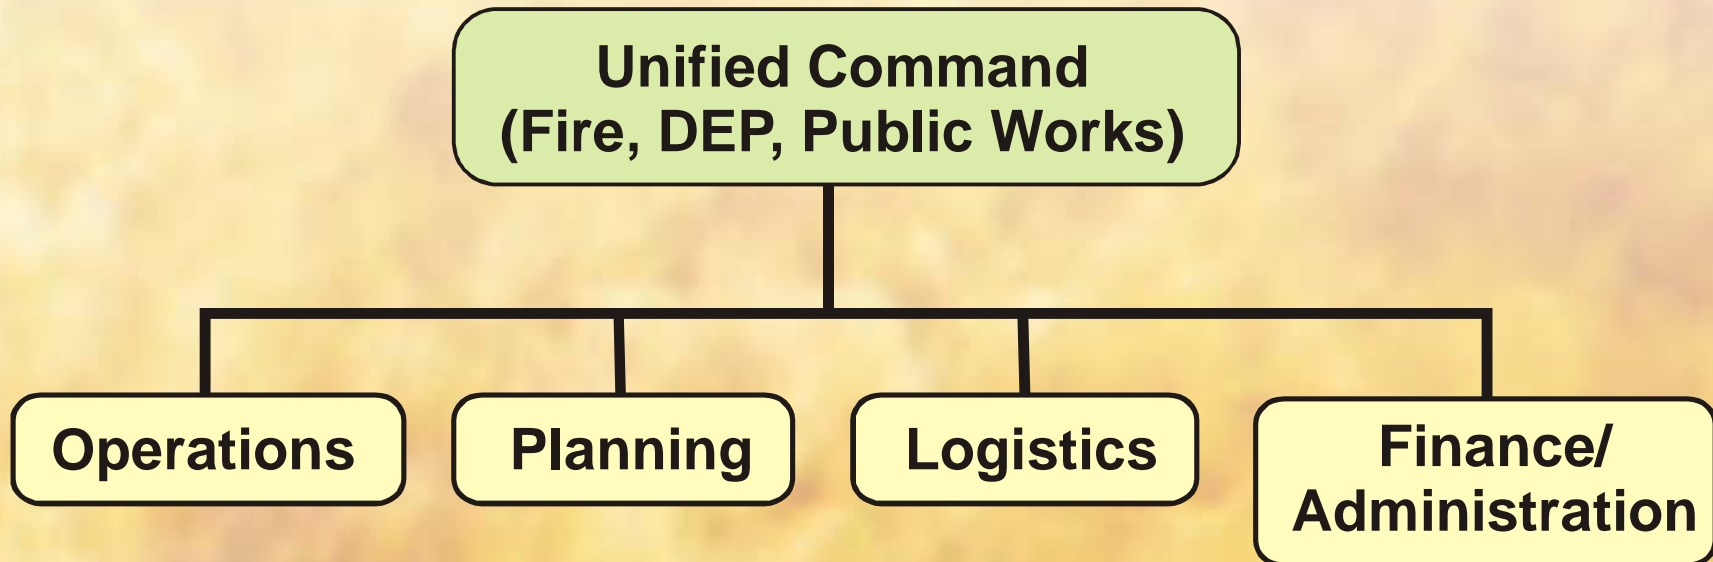 Unified Command
(Fire, DEP, Public Works)
Operations
Planning
Logistics
Finance/
Administration